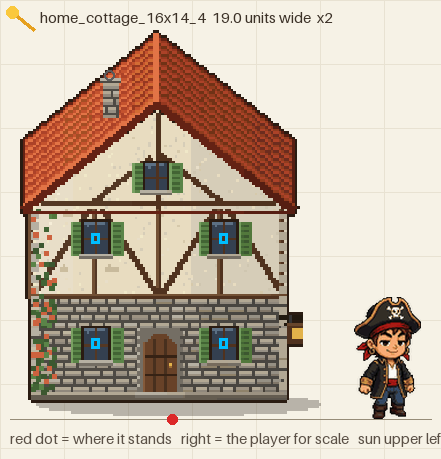 home_cottage_16x14_4 19.0 units wide x2
red dot = where it stands right = the player for scale sun upper lef